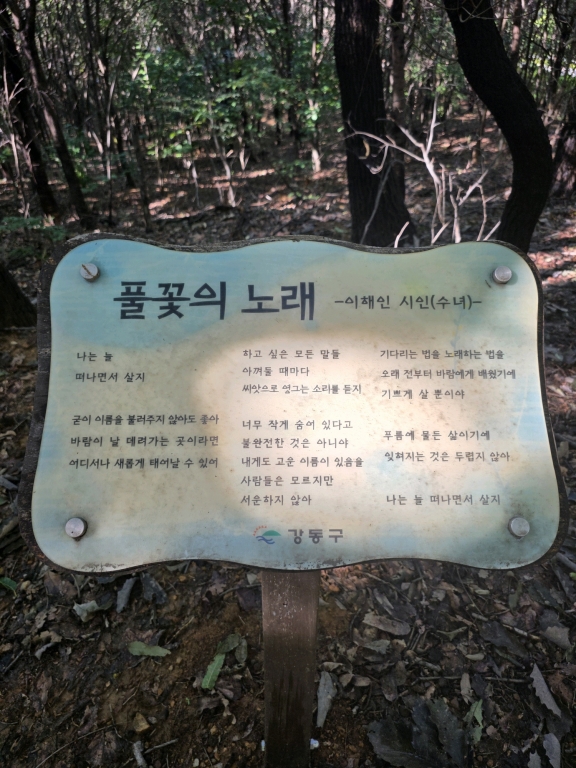 풀꽃의 노래 -이해인 시인(수녀)-
나는 늘
떠나면서 살지
굳이 이름을 불러주지 않아도 좋아
바람이 날 데려가는 곳이라면
어디서나 새롭게 태어날 수 있어
하고 싶은 모든 말들
아껴둘 때마다
씨앗으로 영그는 소리를 듣지
너무 작게 숨어 있다고
불완전한 것은 아니야
내게도 고운 이름이 있음을
사람들은 모르지만
서운하지 않아
기다리는 법을 노래하는 법을
오래 전부터 바람에게 배웠기에
기쁘게 살 뿐이야
푸름에 물든 삶이기에
잊혀지는 것은 두렵지 않아
나는 늘 떠나면서 살지
강동구